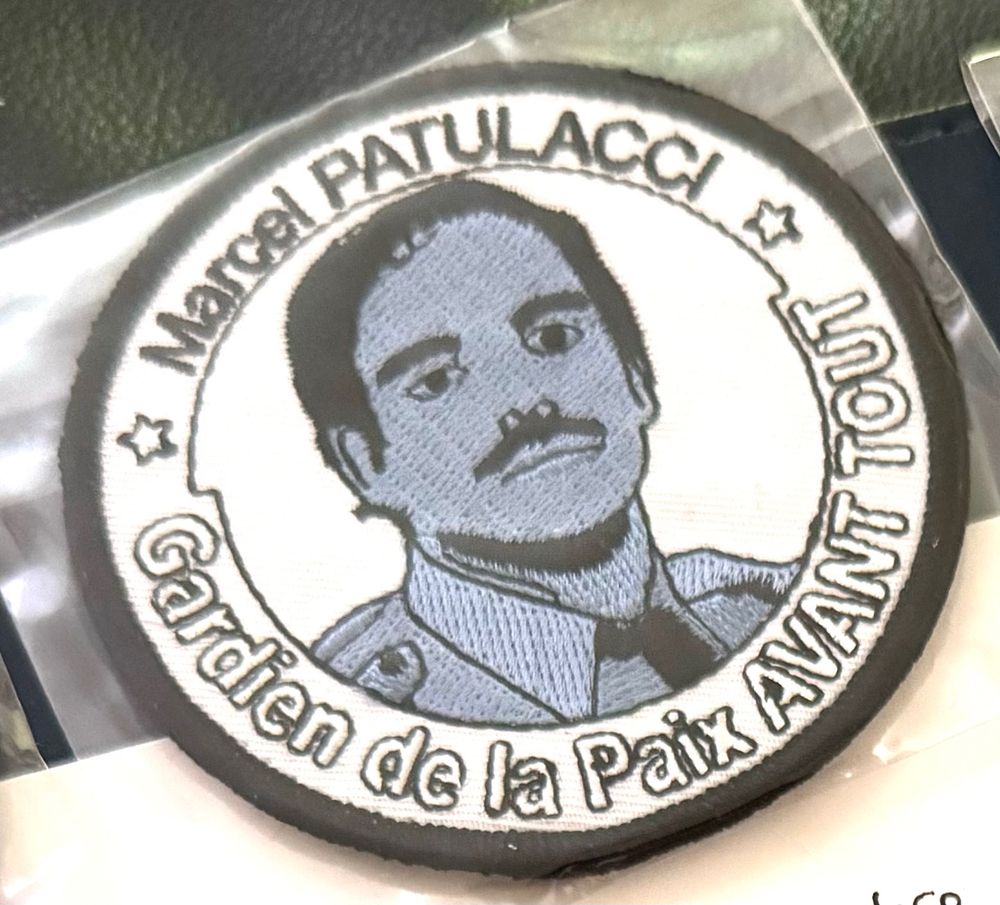 Marcel PATULACCI
Gardien de la Paix AVANT TOUT